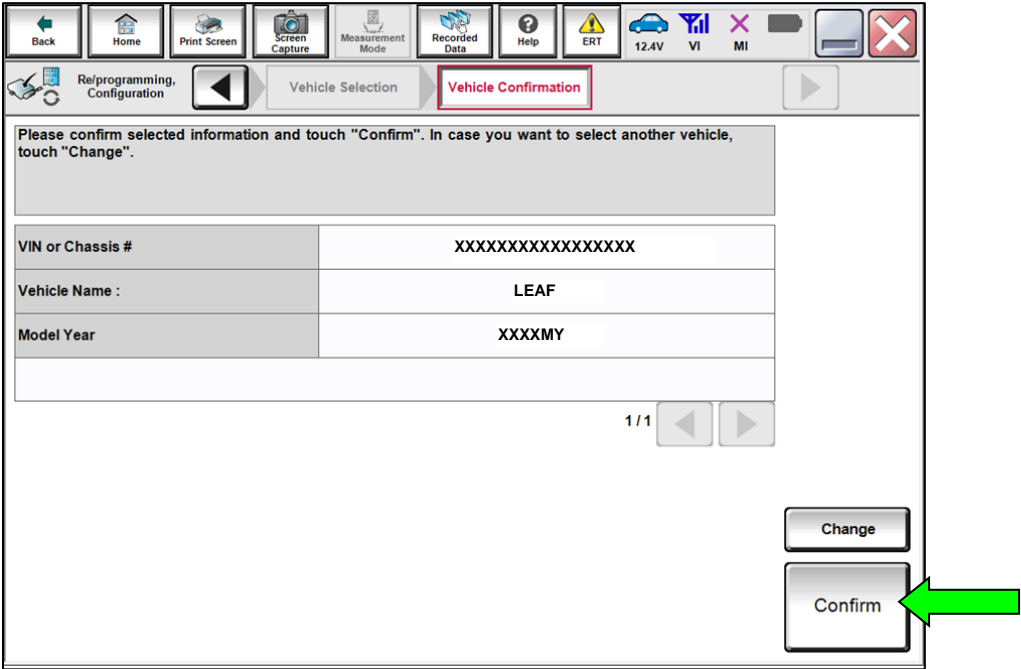 Back
Home
Print Screen
Screen
Capture
Measurement
Mode
Recorded
Data
Help
ERT
12.4V
VI
MI
Re/programming,
Configuration
Vehicle Selection
Vehicle Confirmation
Please confirm selected information and touch "Confirm". In case you want to select another vehicle,
touch "Change".
VIN or Chassis #
XXXXXXXXXXXXXXXXX
Vehicle Name :
LEAF
Model Year
XXXXMY
1 / 1
Change
Confirm